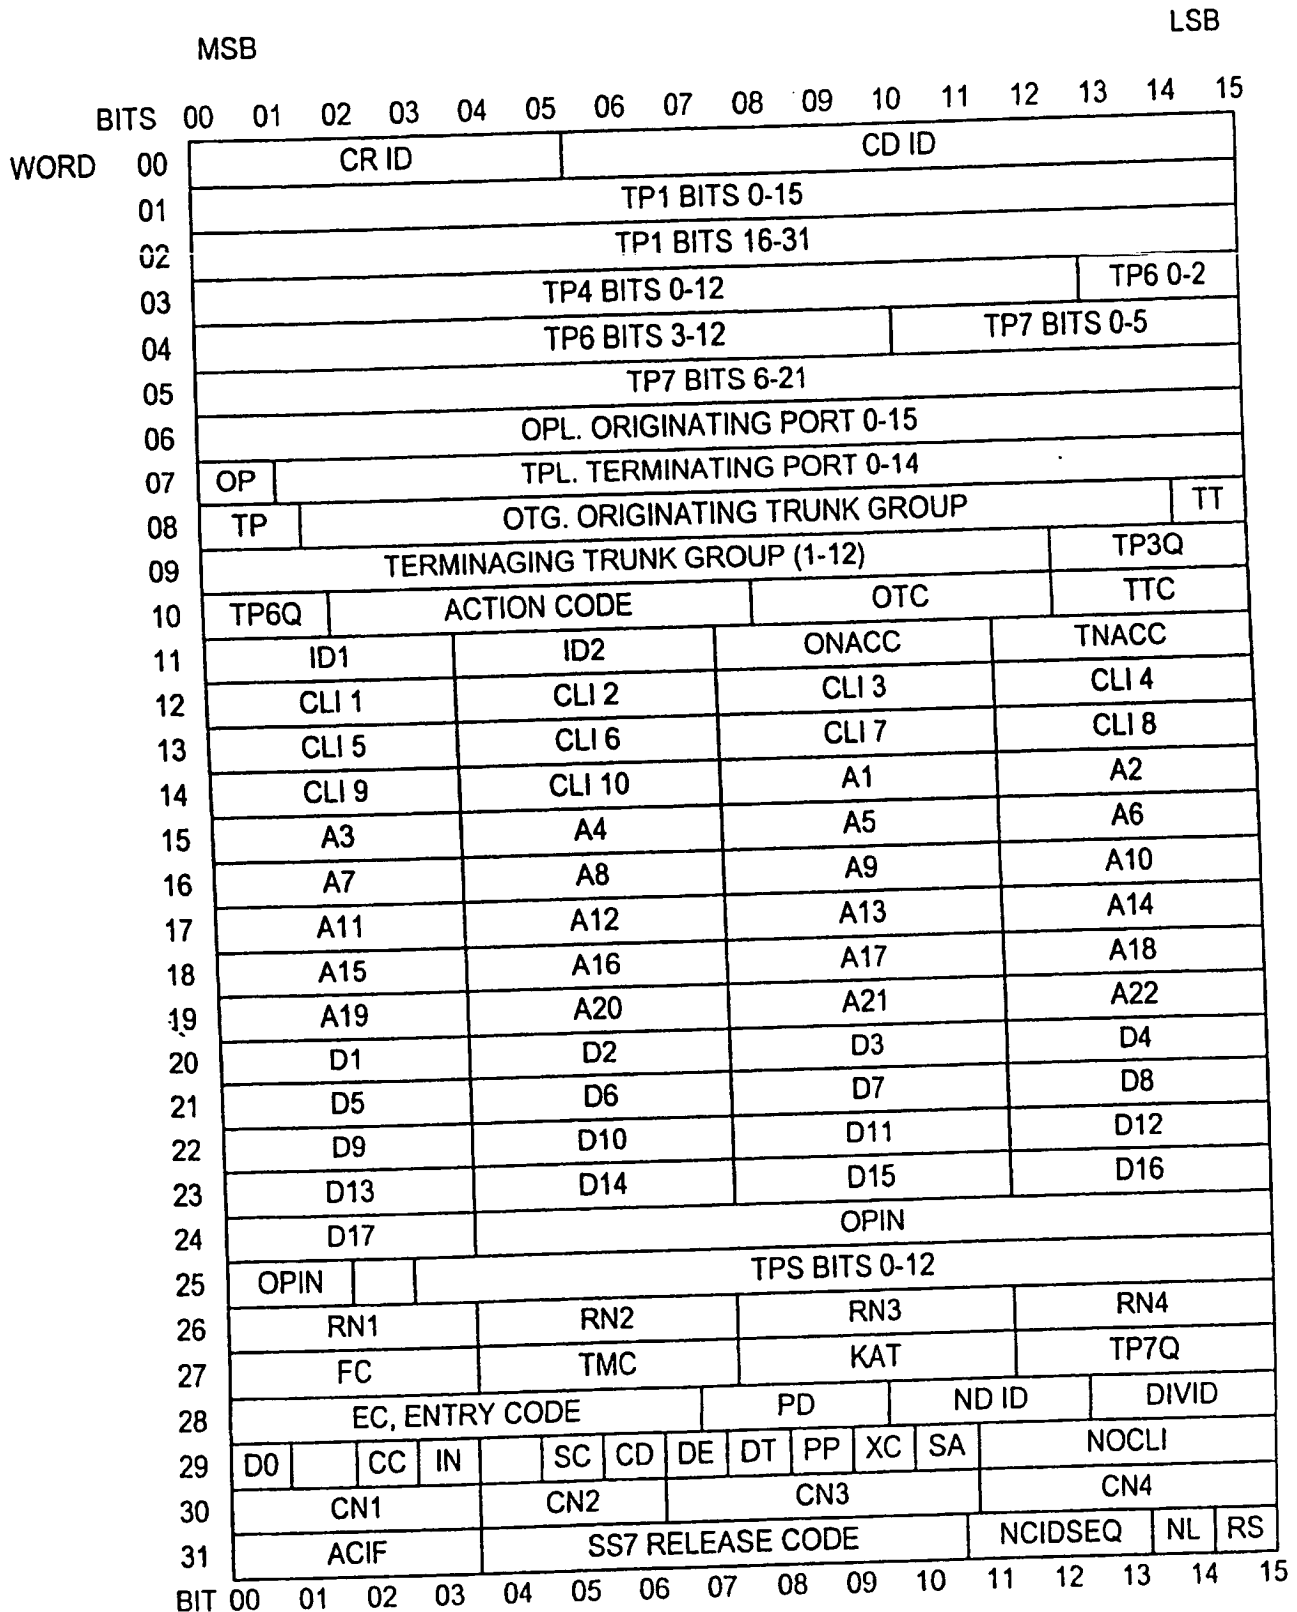 MSB LSB
BITS 00 01 02 03 04 05 06 07 08 09 10 11 12 13 14 15
WORD 00 CR ID CD ID
01 TP1 BITS 0-15
02 TP1 BITS 16-31
03 TP4 BITS 0-12 TP6 0-2
04 TP6 BITS 3-12 TP7 BITS 0-5
05 TP7 BITS 6-21
06 OPL. ORIGINATING PORT 0-15
07 OP TPL. TERMINATING PORT 0-14
08 TP OTG. ORIGINATING TRUNK GROUP TT
09 TERMINAGING TRUNK GROUP (1-12) TP3Q
10 TP6Q ACTION CODE OTC TTC
11 ID1 ID2 ONACC TNACC
12 CLI 1 CLI 2 CLI 3 CLI 4
13 CLI 5 CLI 6 CLI 7 CLI 8
14 CLI 9 CLI 10 A1 A2
15 A3 A4 A5 A6
16 A7 A8 A9 A10
17 A11 A12 A13 A14
18 A15 A16 A17 A18
19 A19 A20 A21 A22
20 D1 D2 D3 D4
21 D5 D6 D7 D8
22 D9 D10 D11 D12
23 D13 D14 D15 D16
24 D17 OPIN
25 OPIN TPS BITS 0-12
26 RN1 RN2 RN3 RN4
27 FC TMC KAT TP7Q
28 EC, ENTRY CODE PD ND ID DIVID
29 D0 CC IN SC CD DE DT PP XC SA NOCLI
30 CN1 CN2 CN3 CN4
31 ACIF SS7 RELEASE CODE NCIDSEQ NL RS
BIT 00 01 02 03 04 05 06 07 08 09 10 11 12 13 14 15